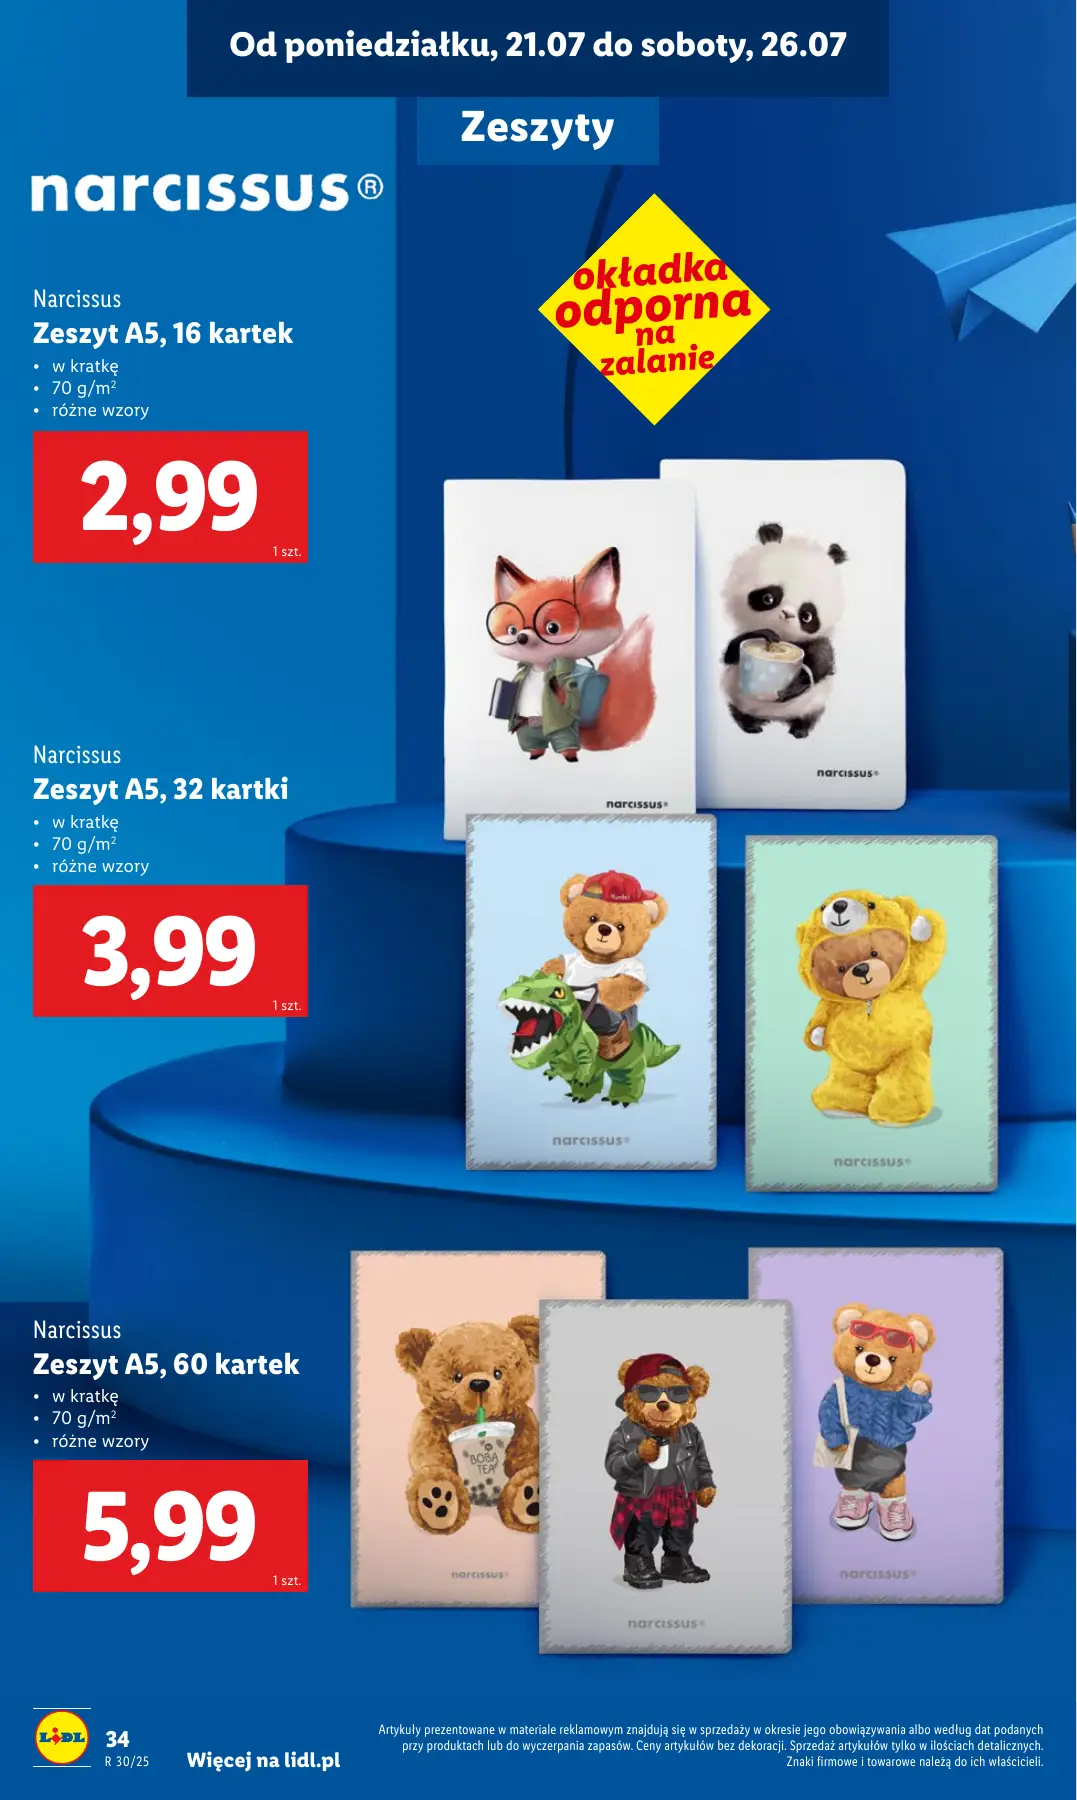 Od poniedziałku, 21.07 do soboty, 26.07
Zeszyty
narcissus®
okładka
odporna
na
zalanie
Narcissus
Zeszyt A5, 16 kartek
• w kratkę
• 70 g/m²
• różne wzory
2,99
1 szt.
narcissus®
narcissus®
Narcissus
Zeszyt A5, 32 kartki
• w kratkę
• 70 g/m²
• różne wzory
3,99
1 szt.
narcissus®
narcissus®
Narcissus
Zeszyt A5, 60 kartek
• w kratkę
• 70 g/m²
• różne wzory
5,99
1 szt.
BOBA
TEA
narcissus®
narcissus®
narcissus®
LIDL
34
R 30/25
Więcej na lidl.pl
Artykuły prezentowane w materiale reklamowym znajdują się w sprzedaży w okresie jego obowiązywania albo według dat podanych
przy produktach lub do wyczerpania zapasów. Ceny artykułów bez dekoracji. Sprzedaż artykułów tylko w ilościach detalicznych.
Znaki firmowe i towarowe należą do ich właścicieli.